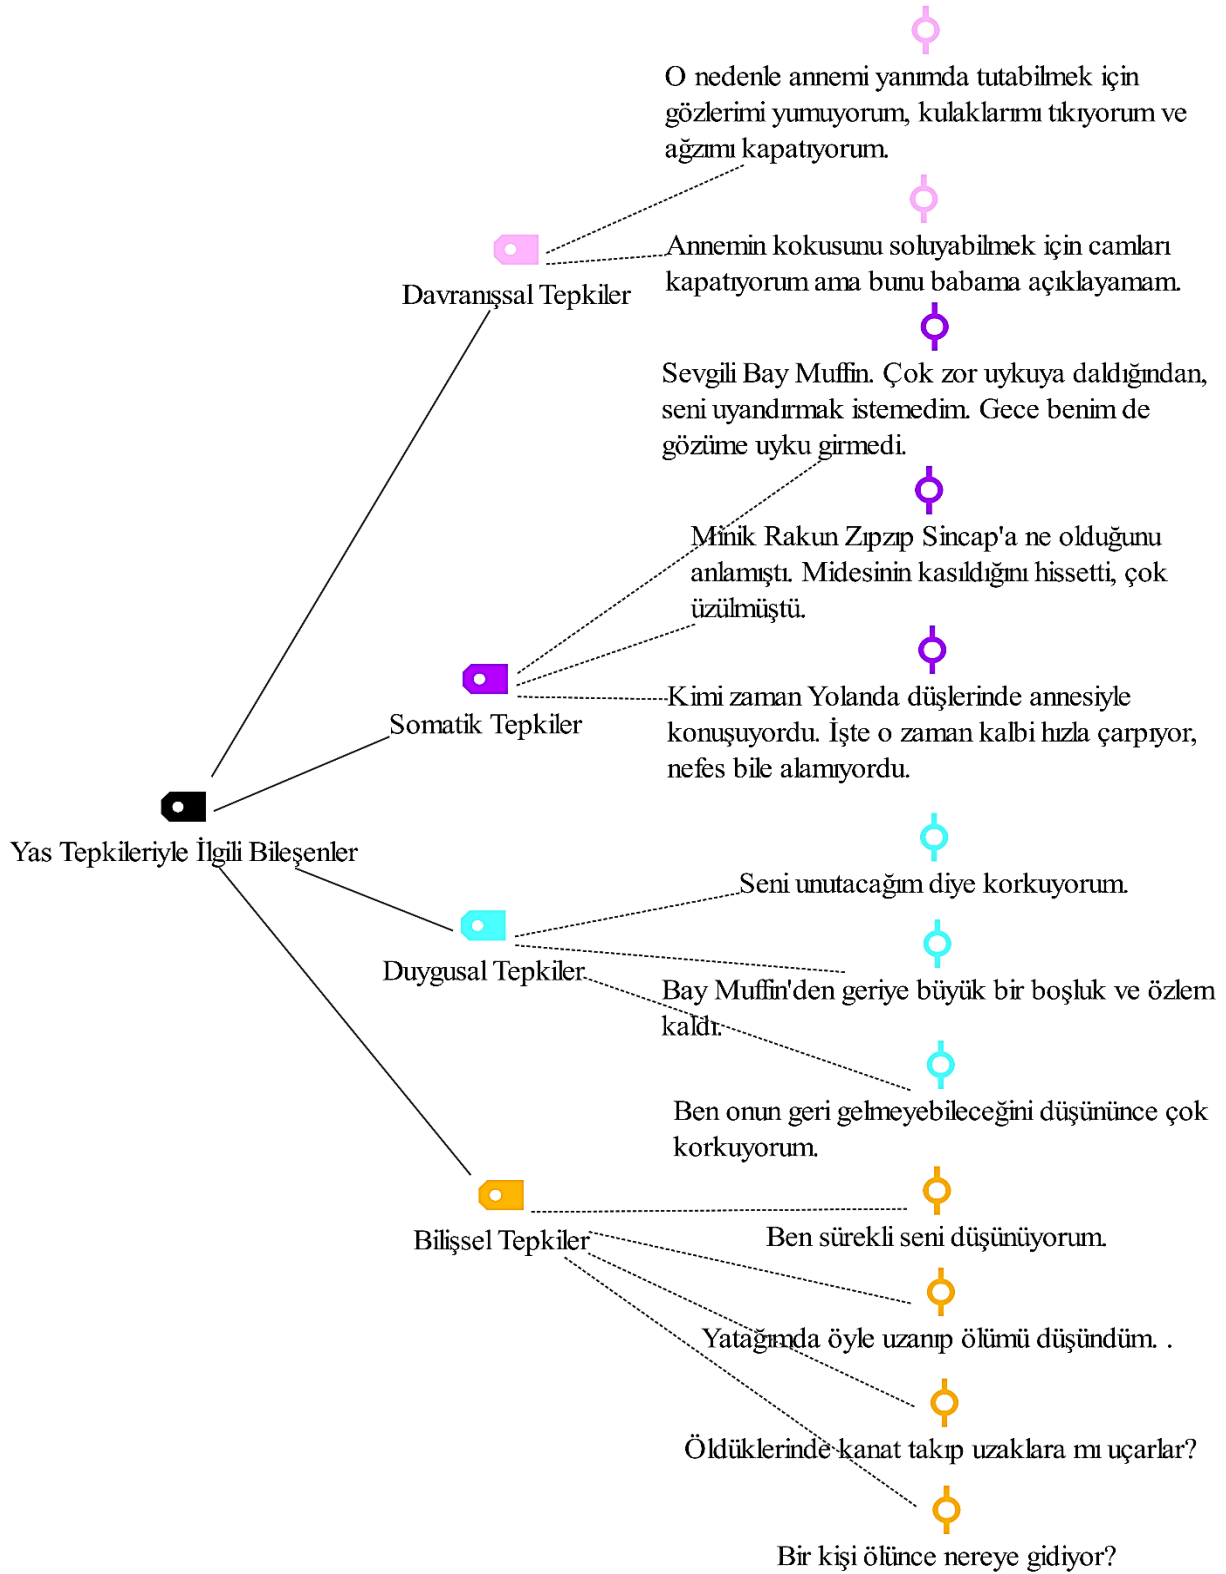 O nedenle annemi yanımda tutabilmek için
gözlerimi yumuyorum, kulaklarımı tıkıyorum ve
ağzımı kapatıyorum.
Davranışsal Tepkiler
Annemin kokusunu soluyabilmek için camları
kapatıyorum ama bunu babama açıklayamam.
Sevgili Bay Muffin. Çok zor uykuya daldığından,
seni uyandırmak istemedim. Gece benim de
gözüme uyku girmedi.
Minik Rakun Zıpzıp Sincap'a ne olduğunu
anlamıştı. Midesinin kasıldığını hissetti, çok
üzülmüştü.
Somatik Tepkiler
Kimi zaman Yolanda düşlerinde annesiyle
konuşuyordu. İşte o zaman kalbi hızla çarpıyor,
nefes bile alamıyordu.
Yas Tepkileriyle İlgili Bileşenler
Seni unutacağım diye korkuyorum.
Duygusal Tepkiler
Bay Muffin'den geriye büyük bir boşluk ve özlem
kaldı.
Ben onun geri gelmeyebileceğini düşününce çok
korkuyorum.
Bilişsel Tepkiler
Ben sürekli seni düşünüyorum.
Yatağımda öyle uzanıp ölümü düşündüm. .
Öldüklerinde kanat takıp uzaklara mı uçarlar?
Bir kişi ölünce nereye gidiyor?